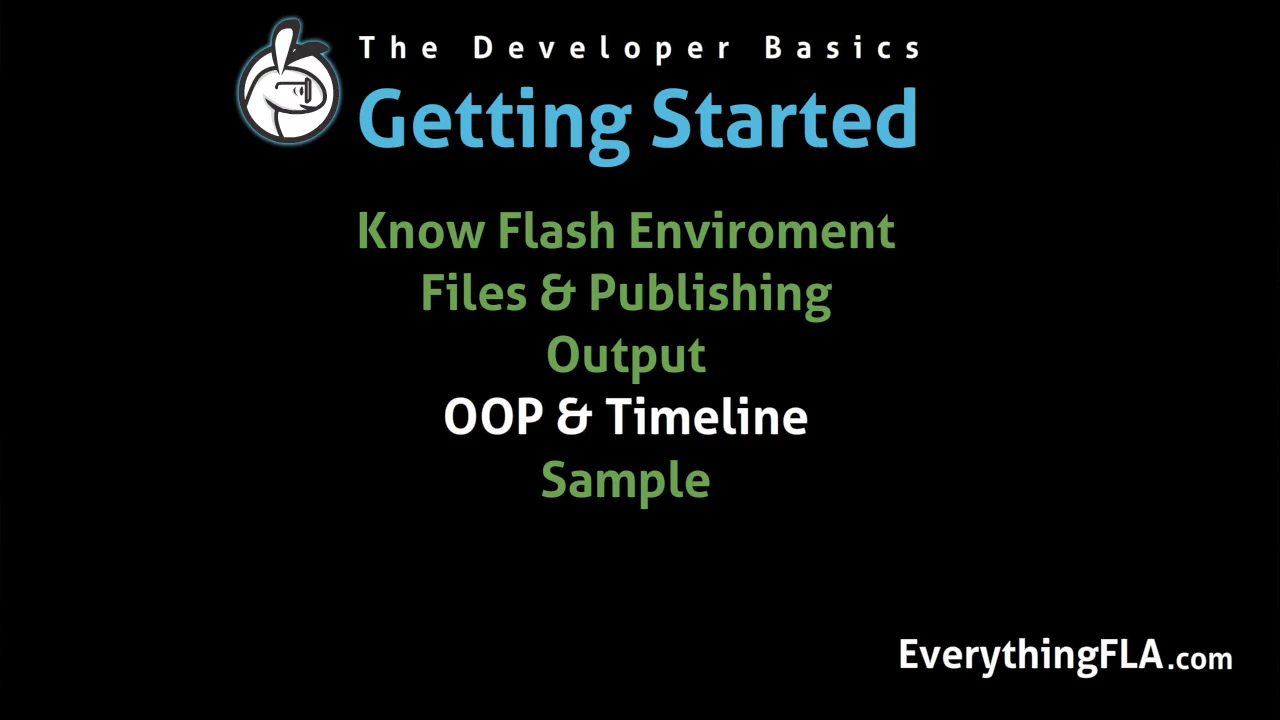 The Developer Basics
Getting Started
Know Flash Enviroment
Files & Publishing
Output
OOP & Timeline
Sample
EverythingFLA.com